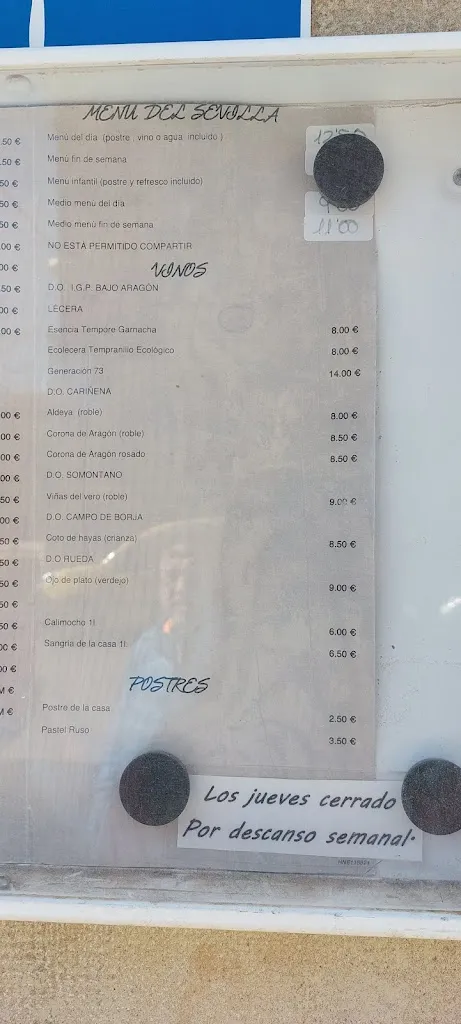 MENÚ DEL SEVILLA
Menú del día (postre , vino o agua incluido )
Menú fin de semana
Menú infantil (postre y refresco incluido)
Medio menú del día
Medio menú fin de semana 11'00
NO ESTÁ PERMITIDO COMPARTIR
VINOS
D.O. I.G.P. BAJO ARAGÓN
LÉCERA
Esencia Tempore Garnacha 8.00 €
Ecolecera Tempranillo Ecológico 8.00 €
Generación 73 14.00 €
D.O. CARIÑENA
Aldeya (roble) 8.00 €
Corona de Aragón (roble) 8.50 €
Corona de Aragón rosado 8.50 €
D.O. SOMONTANO
Viñas del vero (roble) 9.00 €
D.O. CAMPO DE BORJA
Coto de hayas (crianza) 8.50 €
D.O RUEDA
Ojo de plato (verdejo) 9.00 €
Calimocho 1l 6.00 €
Sangría de la casa 1l. 6.50 €
POSTRES
Postre de la casa 2.50 €
Pastel Ruso 3.50 €
Los jueves cerrado
Por descanso semanal.